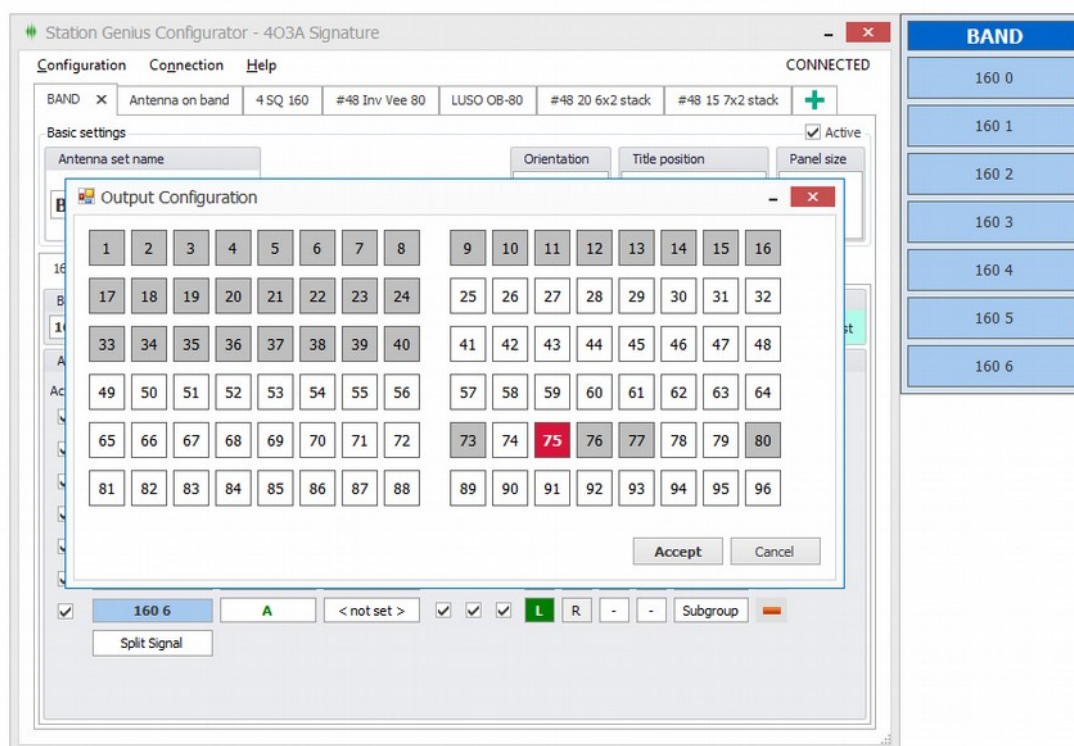 Station Genius Configurator - 4O3A Signature
BAND
Configuration Connection Help CONNECTED
160 0
BAND Antenna on band 4 SQ 160 #48 Inv Vee 80 LUSO OB-80 #48 20 6x2 stack #48 15 7x2 stack
160 1
Basic settings Active
Antenna set name Orientation Title position Panel size
160 2
Output Configuration
B
160 3
1 2 3 4 5 6 7 8 9 10 11 12 13 14 15 16
16
160 4
17 18 19 20 21 22 23 24 25 26 27 28 29 30 31 32
B
160 5
1 st
33 34 35 36 37 38 39 40 41 42 43 44 45 46 47 48
A
160 6
Ac
49 50 51 52 53 54 55 56 57 58 59 60 61 62 63 64
65 66 67 68 69 70 71 72 73 74 75 76 77 78 79 80
81 82 83 84 85 86 87 88 89 90 91 92 93 94 95 96
Accept Cancel
160 6 A < not set > L R - - Subgroup
Split Signal